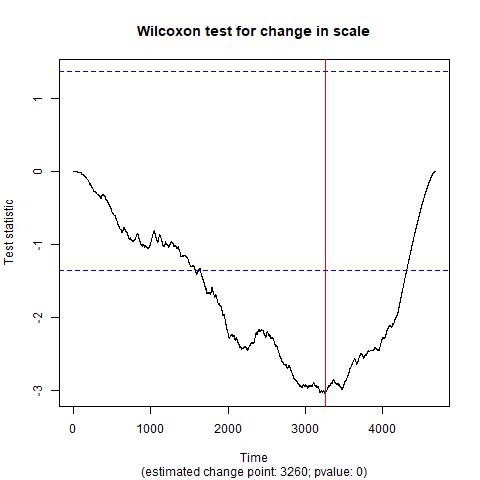 Wilcoxon test for change in scale
Test statistic
1
0
-1
-2
-3
0 1000 2000 3000 4000
Time
(estimated change point: 3260; pvalue: 0)